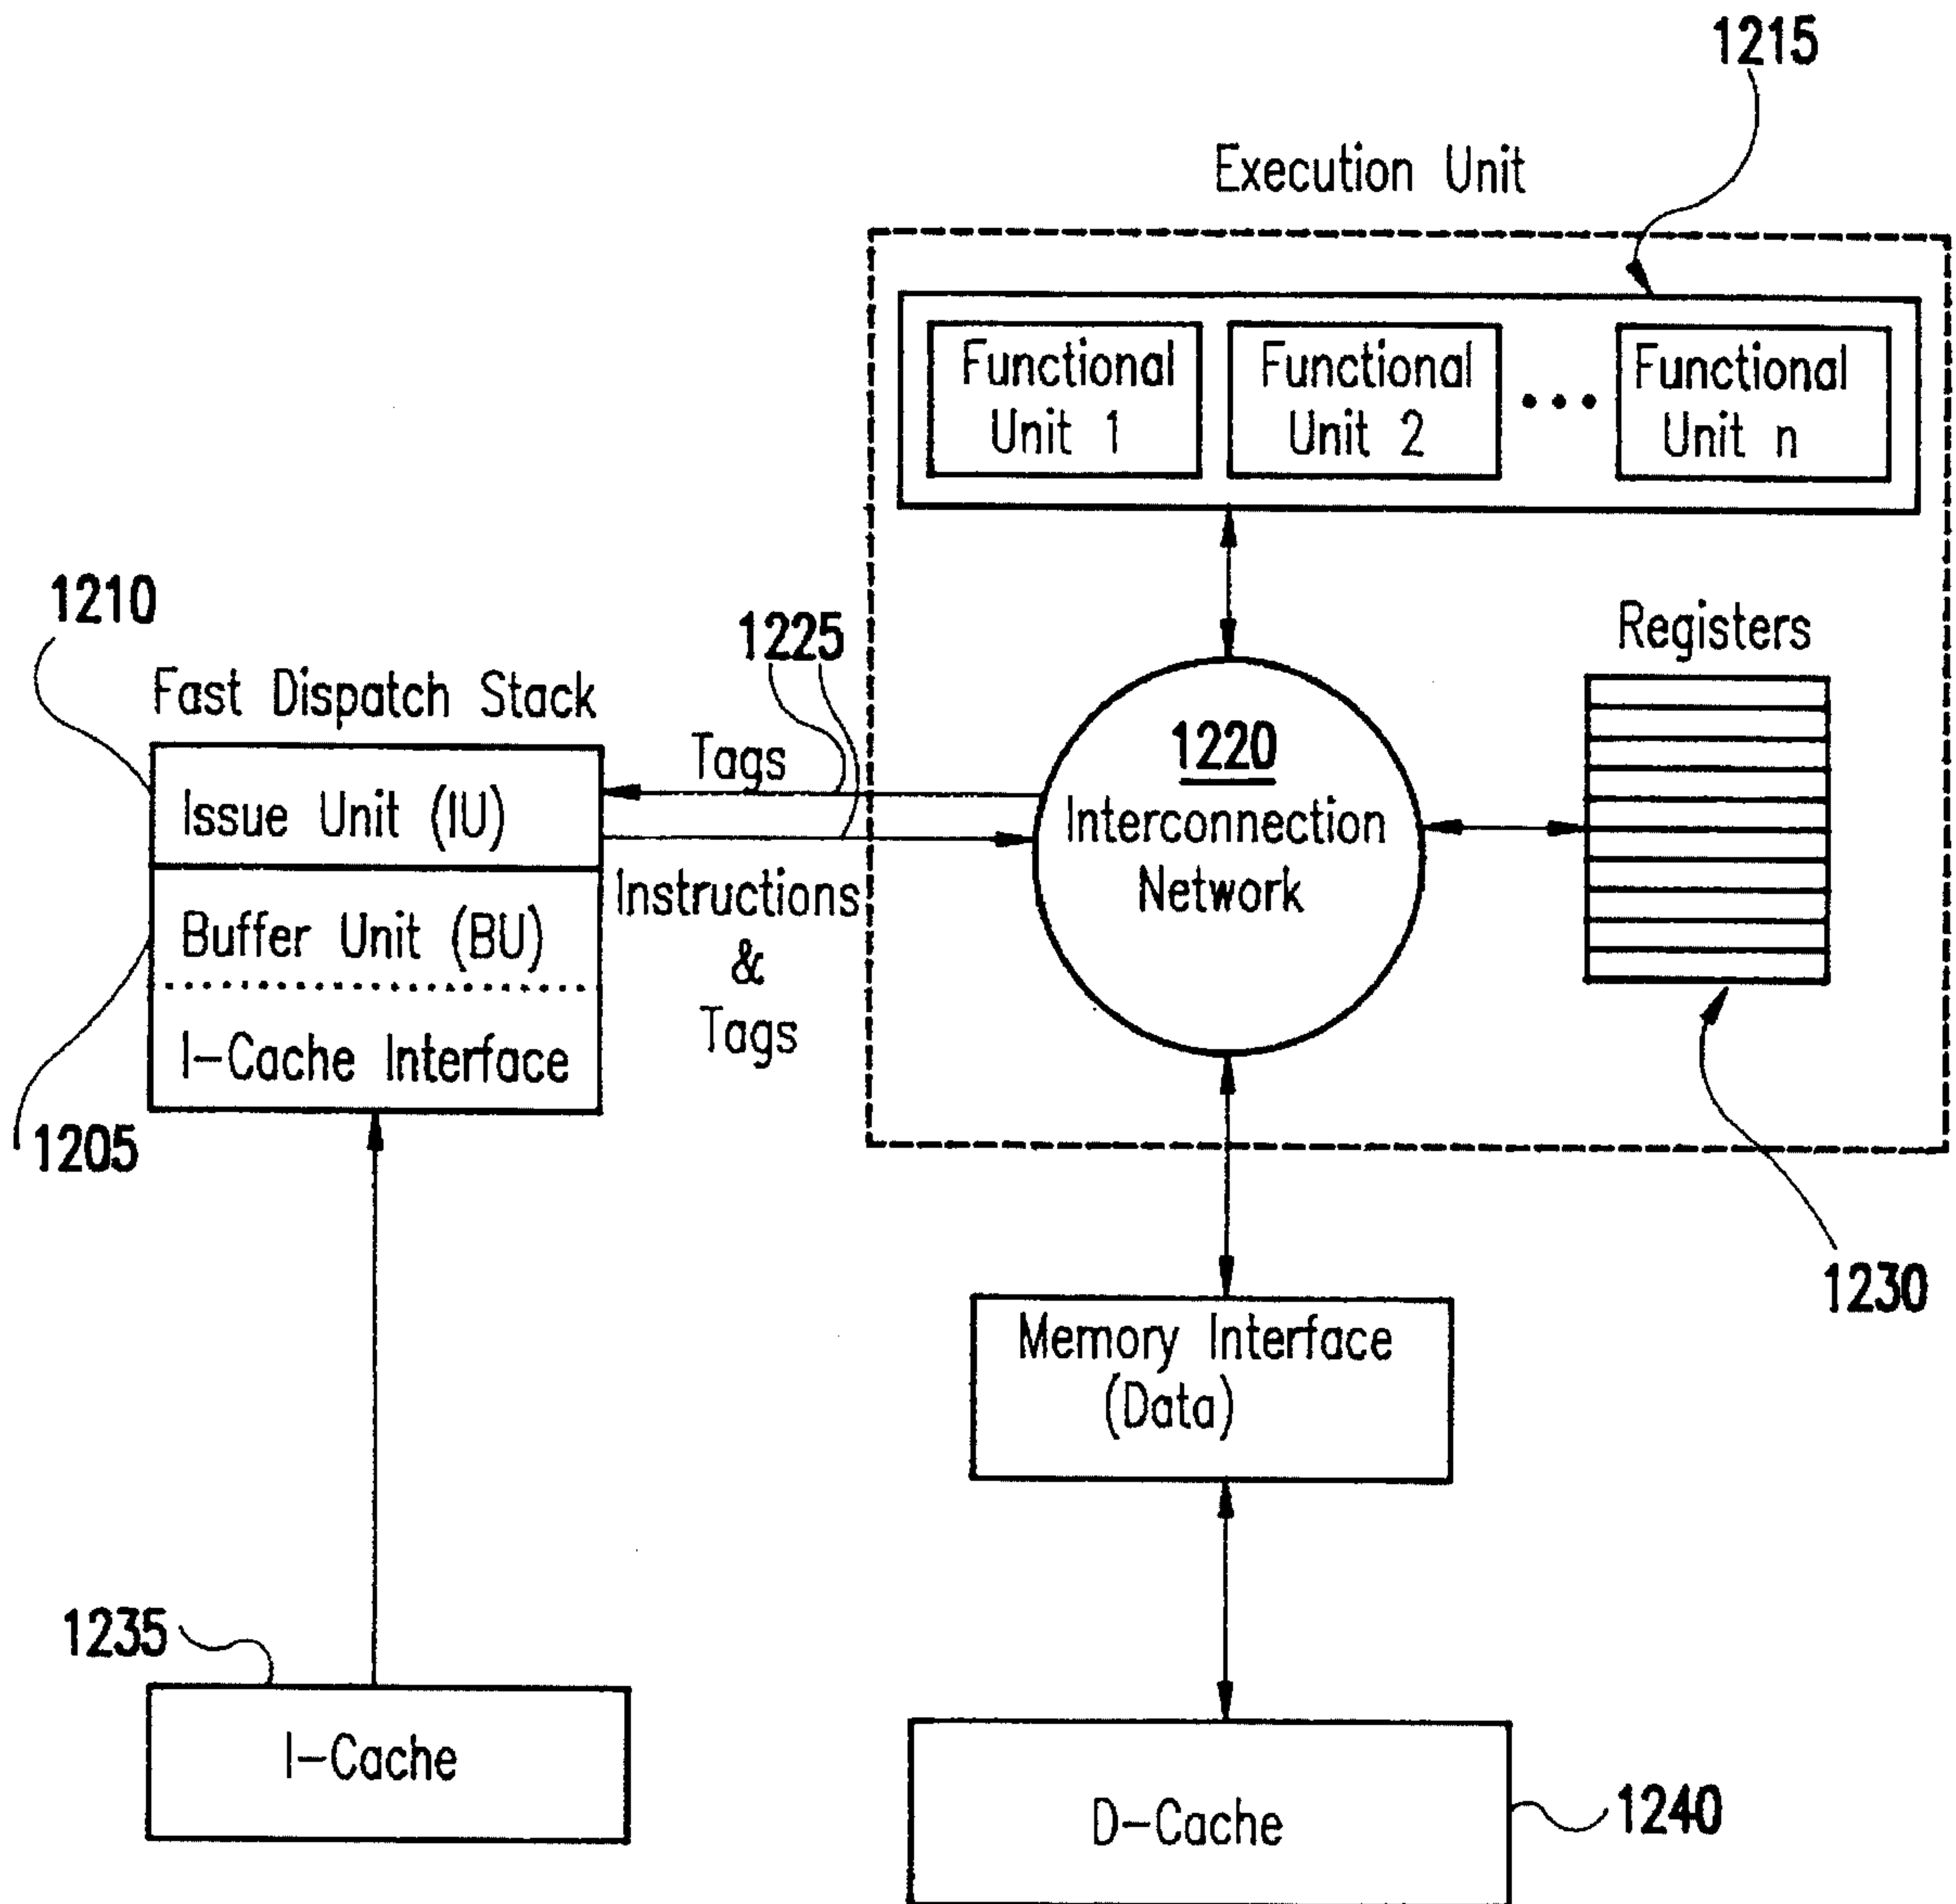 1215
Execution Unit
Functional
Unit 1
Functional
Unit 2
Functional
Unit n
1210
1225
Registers
Fast Dispatch Stack
Tags
1220
Issue Unit (IU)
Interconnection
Network
Instructions
&
Tags
Buffer Unit (BU)
I-Cache Interface
1205
1230
Memory Interface
(Data)
1235
I-Cache
D-Cache
1240